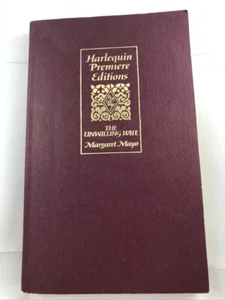 Harlequin
Premiere
Editions
THE
UNWILLING WIFE
Margaret Mayo